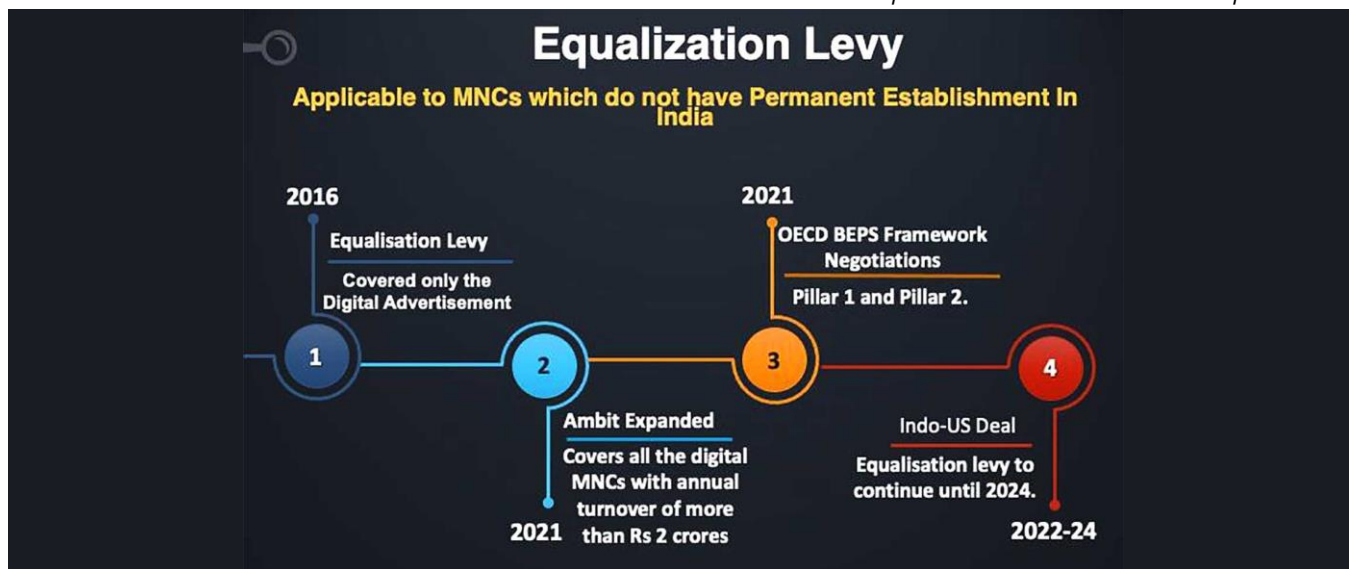 Equalization Levy
Applicable to MNCs which do not have Permanent Establishment In
India
2016
Equalisation Levy
Covered only the
Digital Advertisement
1
2
Ambit Expanded
Covers all the digital
MNCs with annual
turnover of more
than Rs 2 crores
2021
2021
OECD BEPS Framework
Negotiations
Pillar 1 and Pillar 2.
3
4
Indo-US Deal
Equalisation levy to
continue until 2024.
2022-24